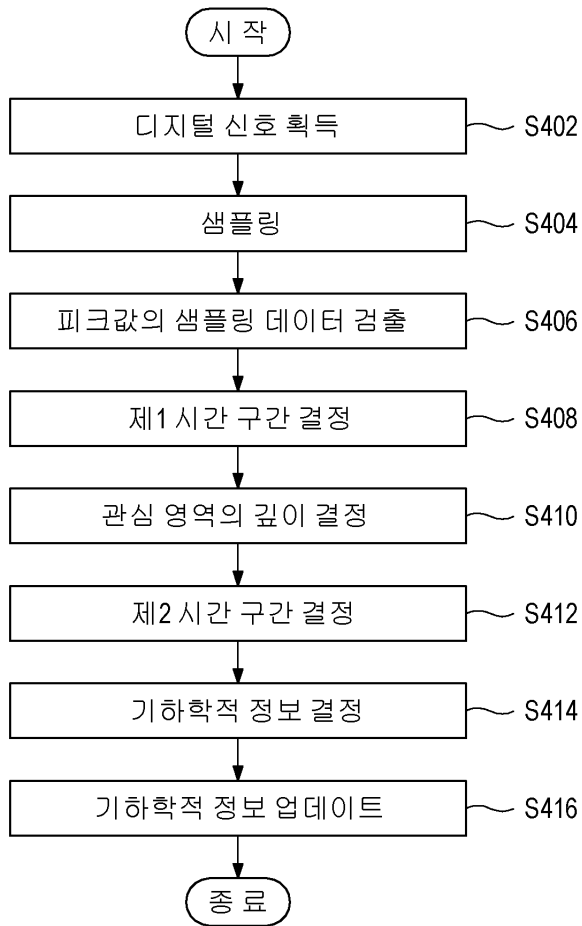 시 작
디지털 신호 획득 S402
샘플링 S404
피크값의 샘플링 데이터 검출 S406
제1 시간 구간 결정 S408
관심 영역의 깊이 결정 S410
제2 시간 구간 결정 S412
기하학적 정보 결정 S414
기하학적 정보 업데이트 S416
종 료